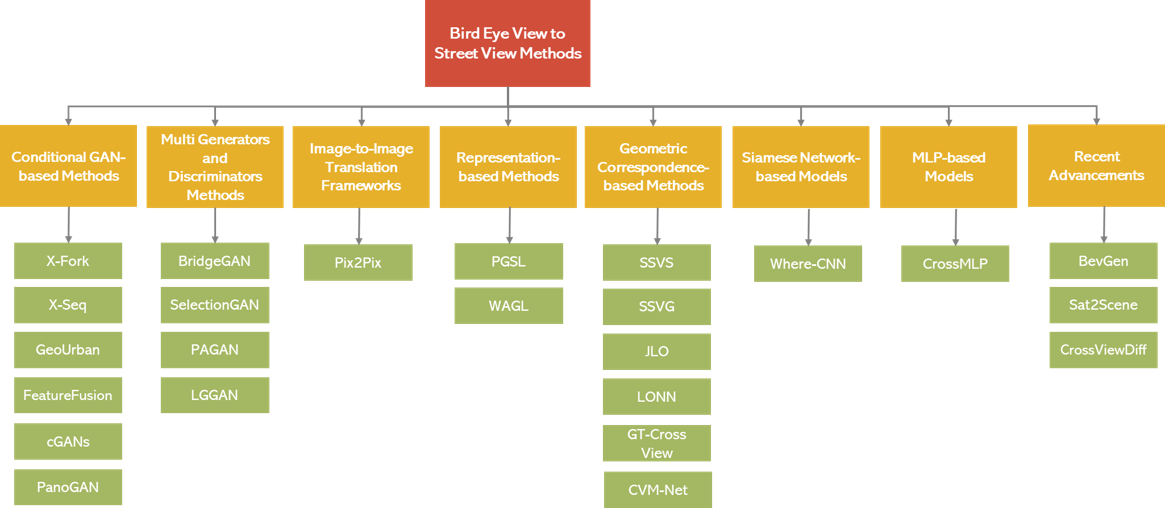 Bird Eye View to
Street View Methods
Conditional GAN-
based Methods
Multi Generators
and
Discriminators
Methods
Image-to-Image
Translation
Frameworks
Representation-
based Methods
Geometric
Correspondence-
based Methods
Siamese Network-
based Models
MLP-based
Models
Recent
Advancements
X-Fork
X-Seq
GeoUrban
FeatureFusion
cGANs
PanoGAN
BridgeGAN
SelectionGAN
PAGAN
LGGAN
Pix2Pix
PGSL
WAGL
SSVS
SSVG
JLO
LONN
GT-Cross
View
CVM-Net
Where-CNN
CrossMLP
BevGen
Sat2Scene
CrossViewDiff